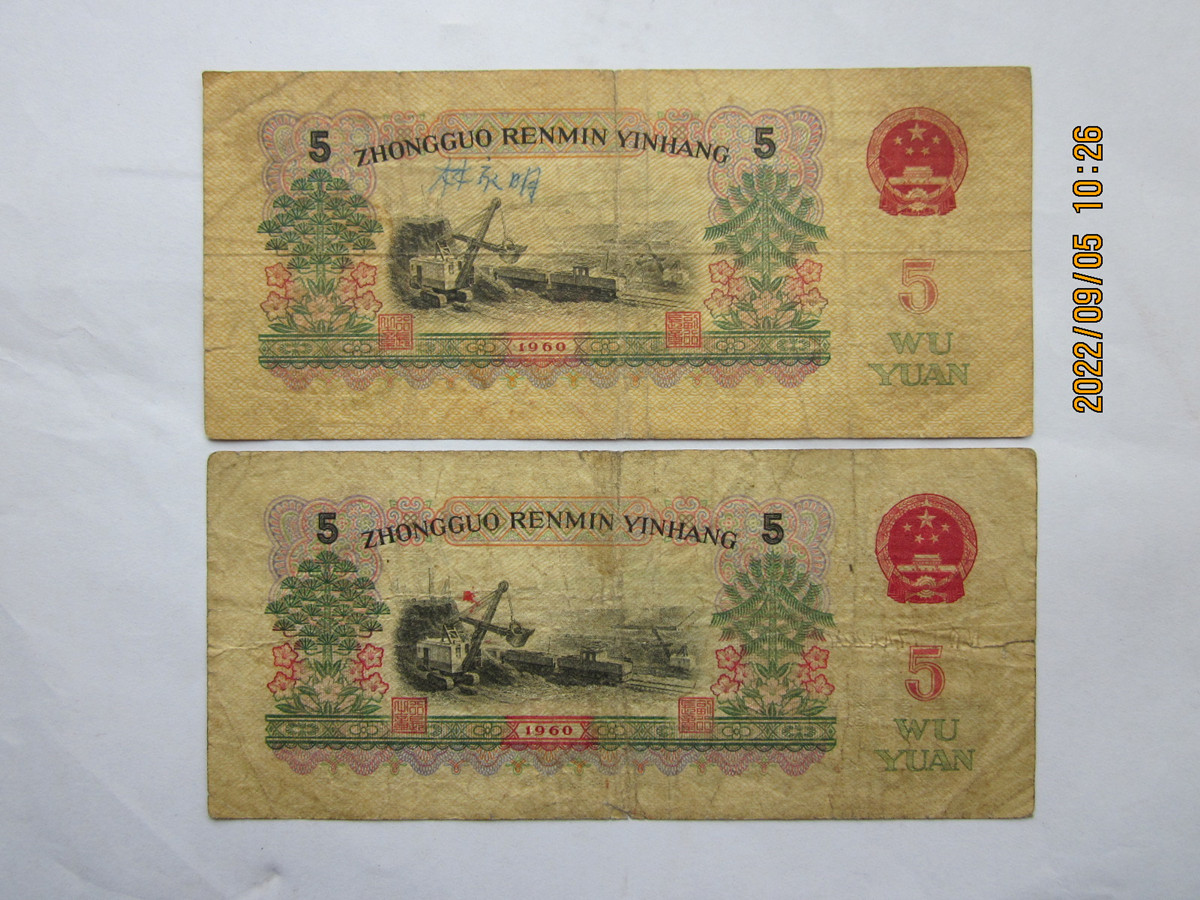 5 ZHONGGUO RENMIN YINHANG 5
林永明
1960
5
WU
YUAN
5 ZHONGGUO RENMIN YINHANG 5
1960
5
WU
YUAN
2022/09/05 10:26